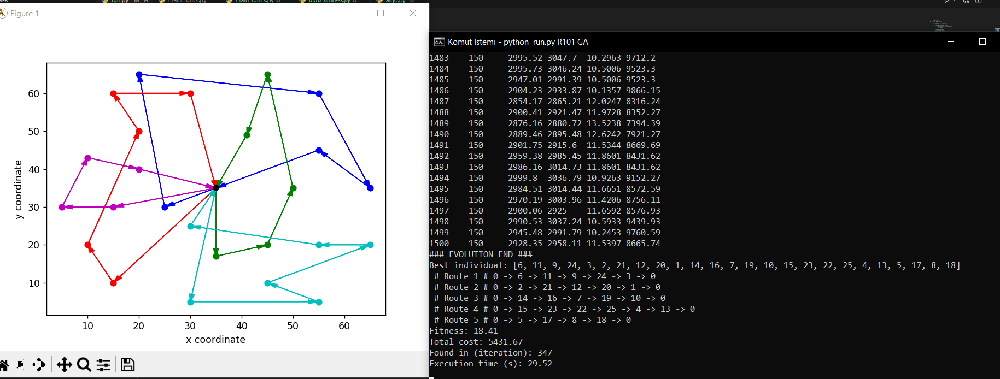 run.py M
main-funcs.py
main_funcs.py U
data_process.py U
algo.py U
Figure 1
60
50
40
30
20
10
y coordinate
10 20 30 40 50 60
x coordinate
Komut İstemi - python run.py R101 GA
1483 150 2995.52 3047.7 10.2963 9712.2
1484 150 2995.73 3046.24 10.5006 9523.3
1485 150 2947.01 2991.39 10.5006 9523.3
1486 150 2904.23 2933.87 10.1357 9866.15
1487 150 2854.17 2865.21 12.0247 8316.24
1488 150 2900.41 2921.47 11.9728 8352.27
1489 150 2876.16 2880.72 13.5238 7394.39
1490 150 2889.46 2895.48 12.6242 7921.27
1491 150 2901.75 2915.6 11.5344 8669.69
1492 150 2959.38 2985.45 11.8601 8431.62
1493 150 2986.16 3014.73 11.8601 8431.62
1494 150 2999.8 3036.79 10.9263 9152.27
1495 150 2984.51 3014.44 11.6651 8572.59
1496 150 2970.19 3003.96 11.4206 8756.11
1497 150 2900.06 2925 11.6592 8576.93
1498 150 2990.53 3037.24 10.5933 9439.93
1499 150 2945.48 2991.79 10.2453 9760.59
1500 150 2928.35 2958.11 11.5397 8665.74
### EVOLUTION END ###
Best individual: [6, 11, 9, 24, 3, 2, 21, 12, 20, 1, 14, 16, 7, 19, 10, 15, 23, 22, 25, 4, 13, 5, 17, 8, 18]
# Route 1 # 0 -> 6 -> 11 -> 9 -> 24 -> 3 -> 0
# Route 2 # 0 -> 2 -> 21 -> 12 -> 20 -> 1 -> 0
# Route 3 # 0 -> 14 -> 16 -> 7 -> 19 -> 10 -> 0
# Route 4 # 0 -> 15 -> 23 -> 22 -> 25 -> 4 -> 13 -> 0
# Route 5 # 0 -> 5 -> 17 -> 8 -> 18 -> 0
Fitness: 18.41
Total cost: 5431.67
Found in (iteration): 347
Execution time (s): 29.52